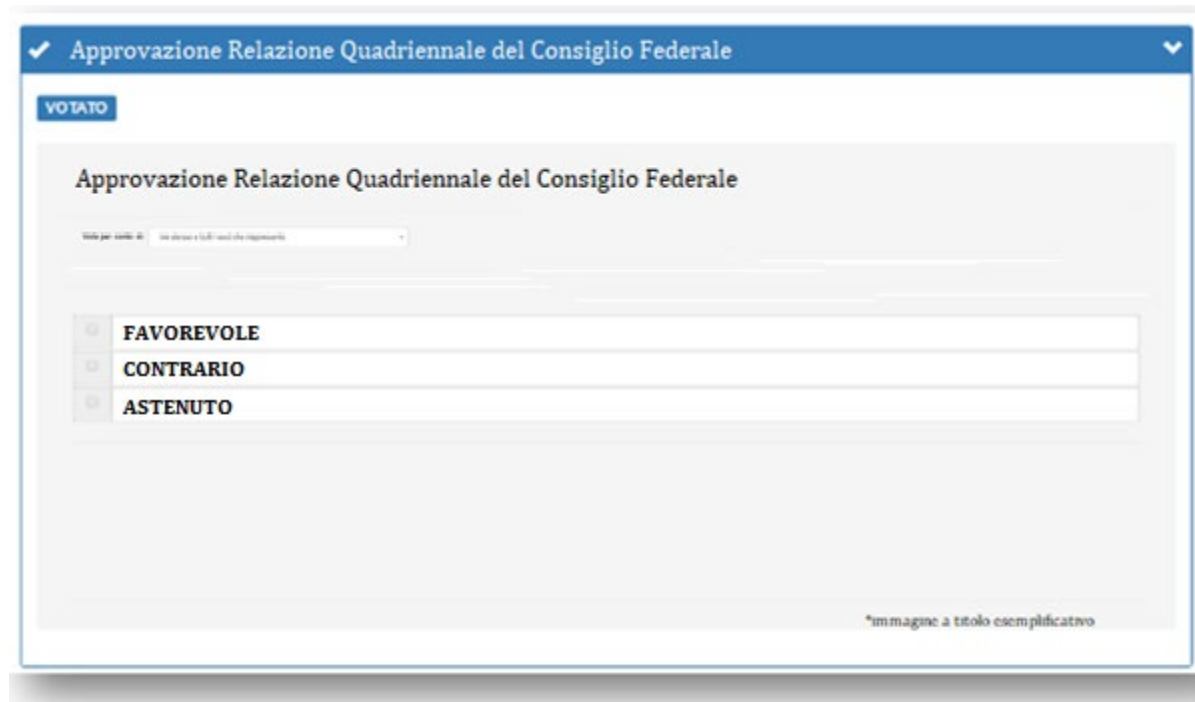 Approvazione Relazione Quadriennale del Consiglio Federale
VOTATO
Approvazione Relazione Quadriennale del Consiglio Federale
FAVOREVOLE
CONTRARIO
ASTENUTO
*immagine a titolo esemplificativo